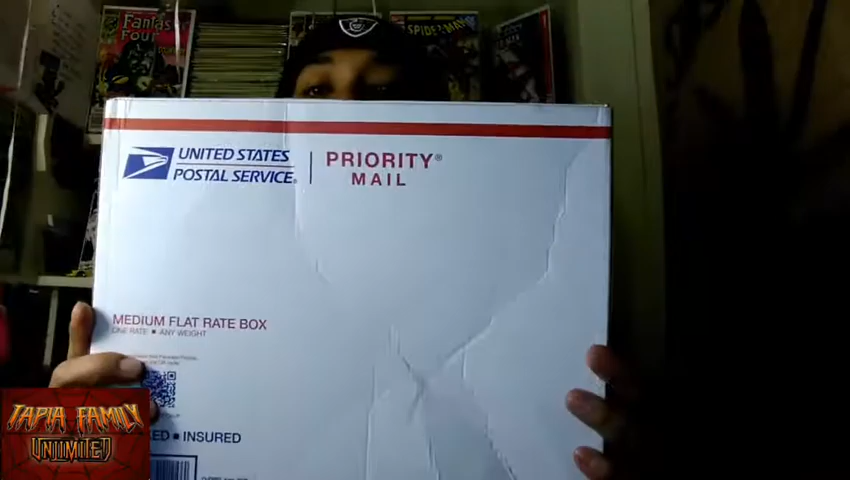 FANTASTIC FOUR
SPIDER-MAN
UNITED STATES POSTAL SERVICE®
PRIORITY® MAIL
MEDIUM FLAT RATE BOX
ONE RATE ■ ANY WEIGHT
■ INSURED
TAPIA FAMILY
UNLIMITED